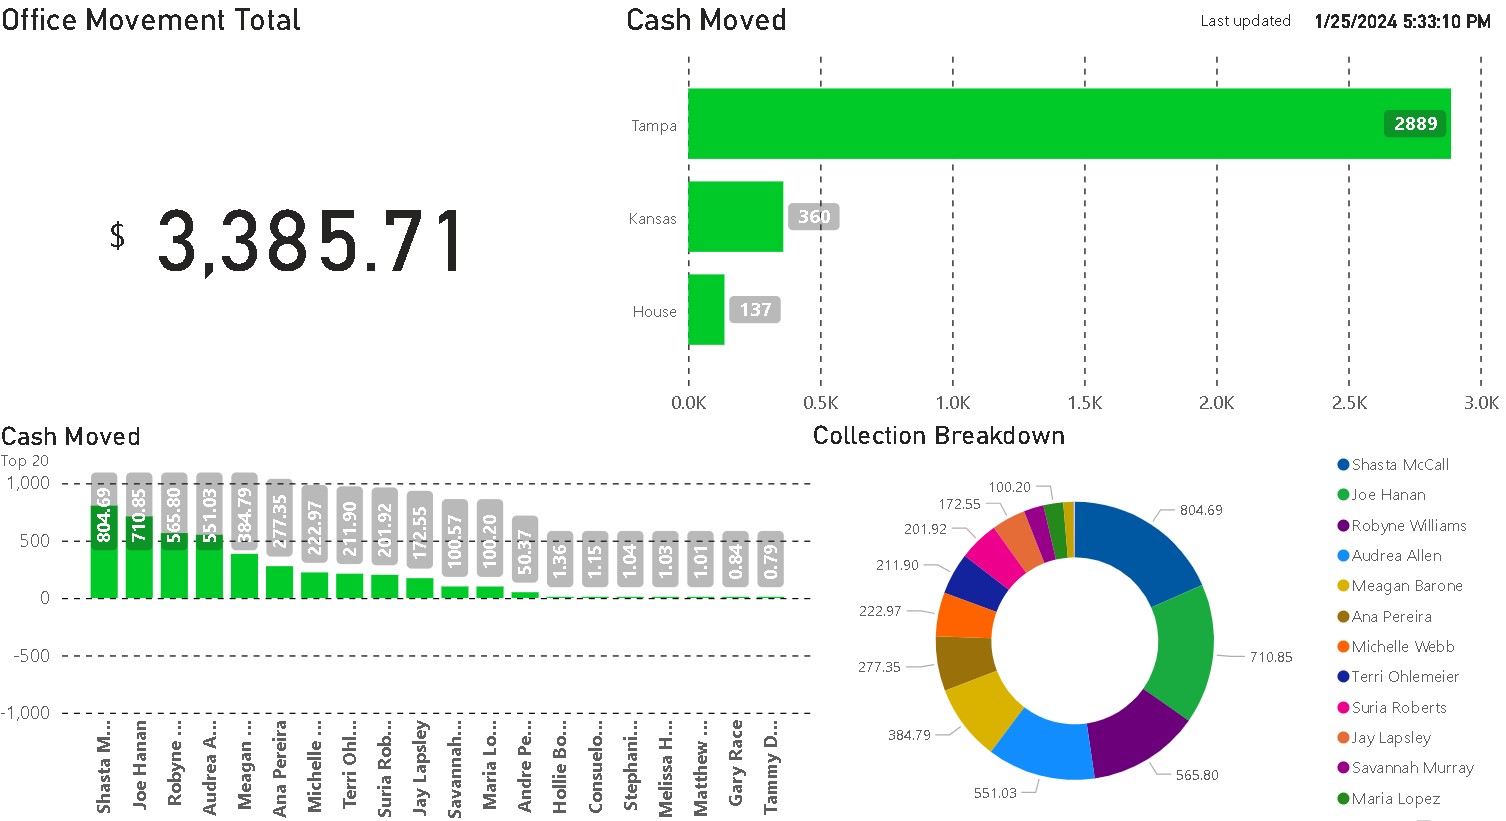 Office Movement Total
$ 3,385.71
Cash Moved
Last updated 1/25/2024 5:33:10 PM
Tampa
2889
Kansas
360
House
137
0.0K 0.5K 1.0K 1.5K 2.0K 2.5K 3.0K
Cash Moved
Top 20
1,000
500
0
-500
-1,000
804.69 710.85 565.80 551.03 384.79 277.35 222.97 211.90 201.92 172.55 100.57 100.20 50.37 1.36 1.15 1.04 1.03 1.01 0.84 0.79
Shasta M...
Joe Hanan
Robyne ...
Audrea A...
Meagan ...
Ana Pereira
Michelle ...
Terri Ohl...
Suria Rob...
Jay Lapsley
Savannah...
Maria Lo...
Andre Pe...
Hollie Bo...
Consuelo...
Stephani...
Melissa H...
Matthew ...
Gary Race
Tammy D...
Collection Breakdown
804.69
710.85
565.80
551.03
384.79
277.35
222.97
211.90
201.92
172.55
100.20
Shasta McCall
Joe Hanan
Robyne Williams
Audrea Allen
Meagan Barone
Ana Pereira
Michelle Webb
Terri Ohlemeier
Suria Roberts
Jay Lapsley
Savannah Murray
Maria Lopez